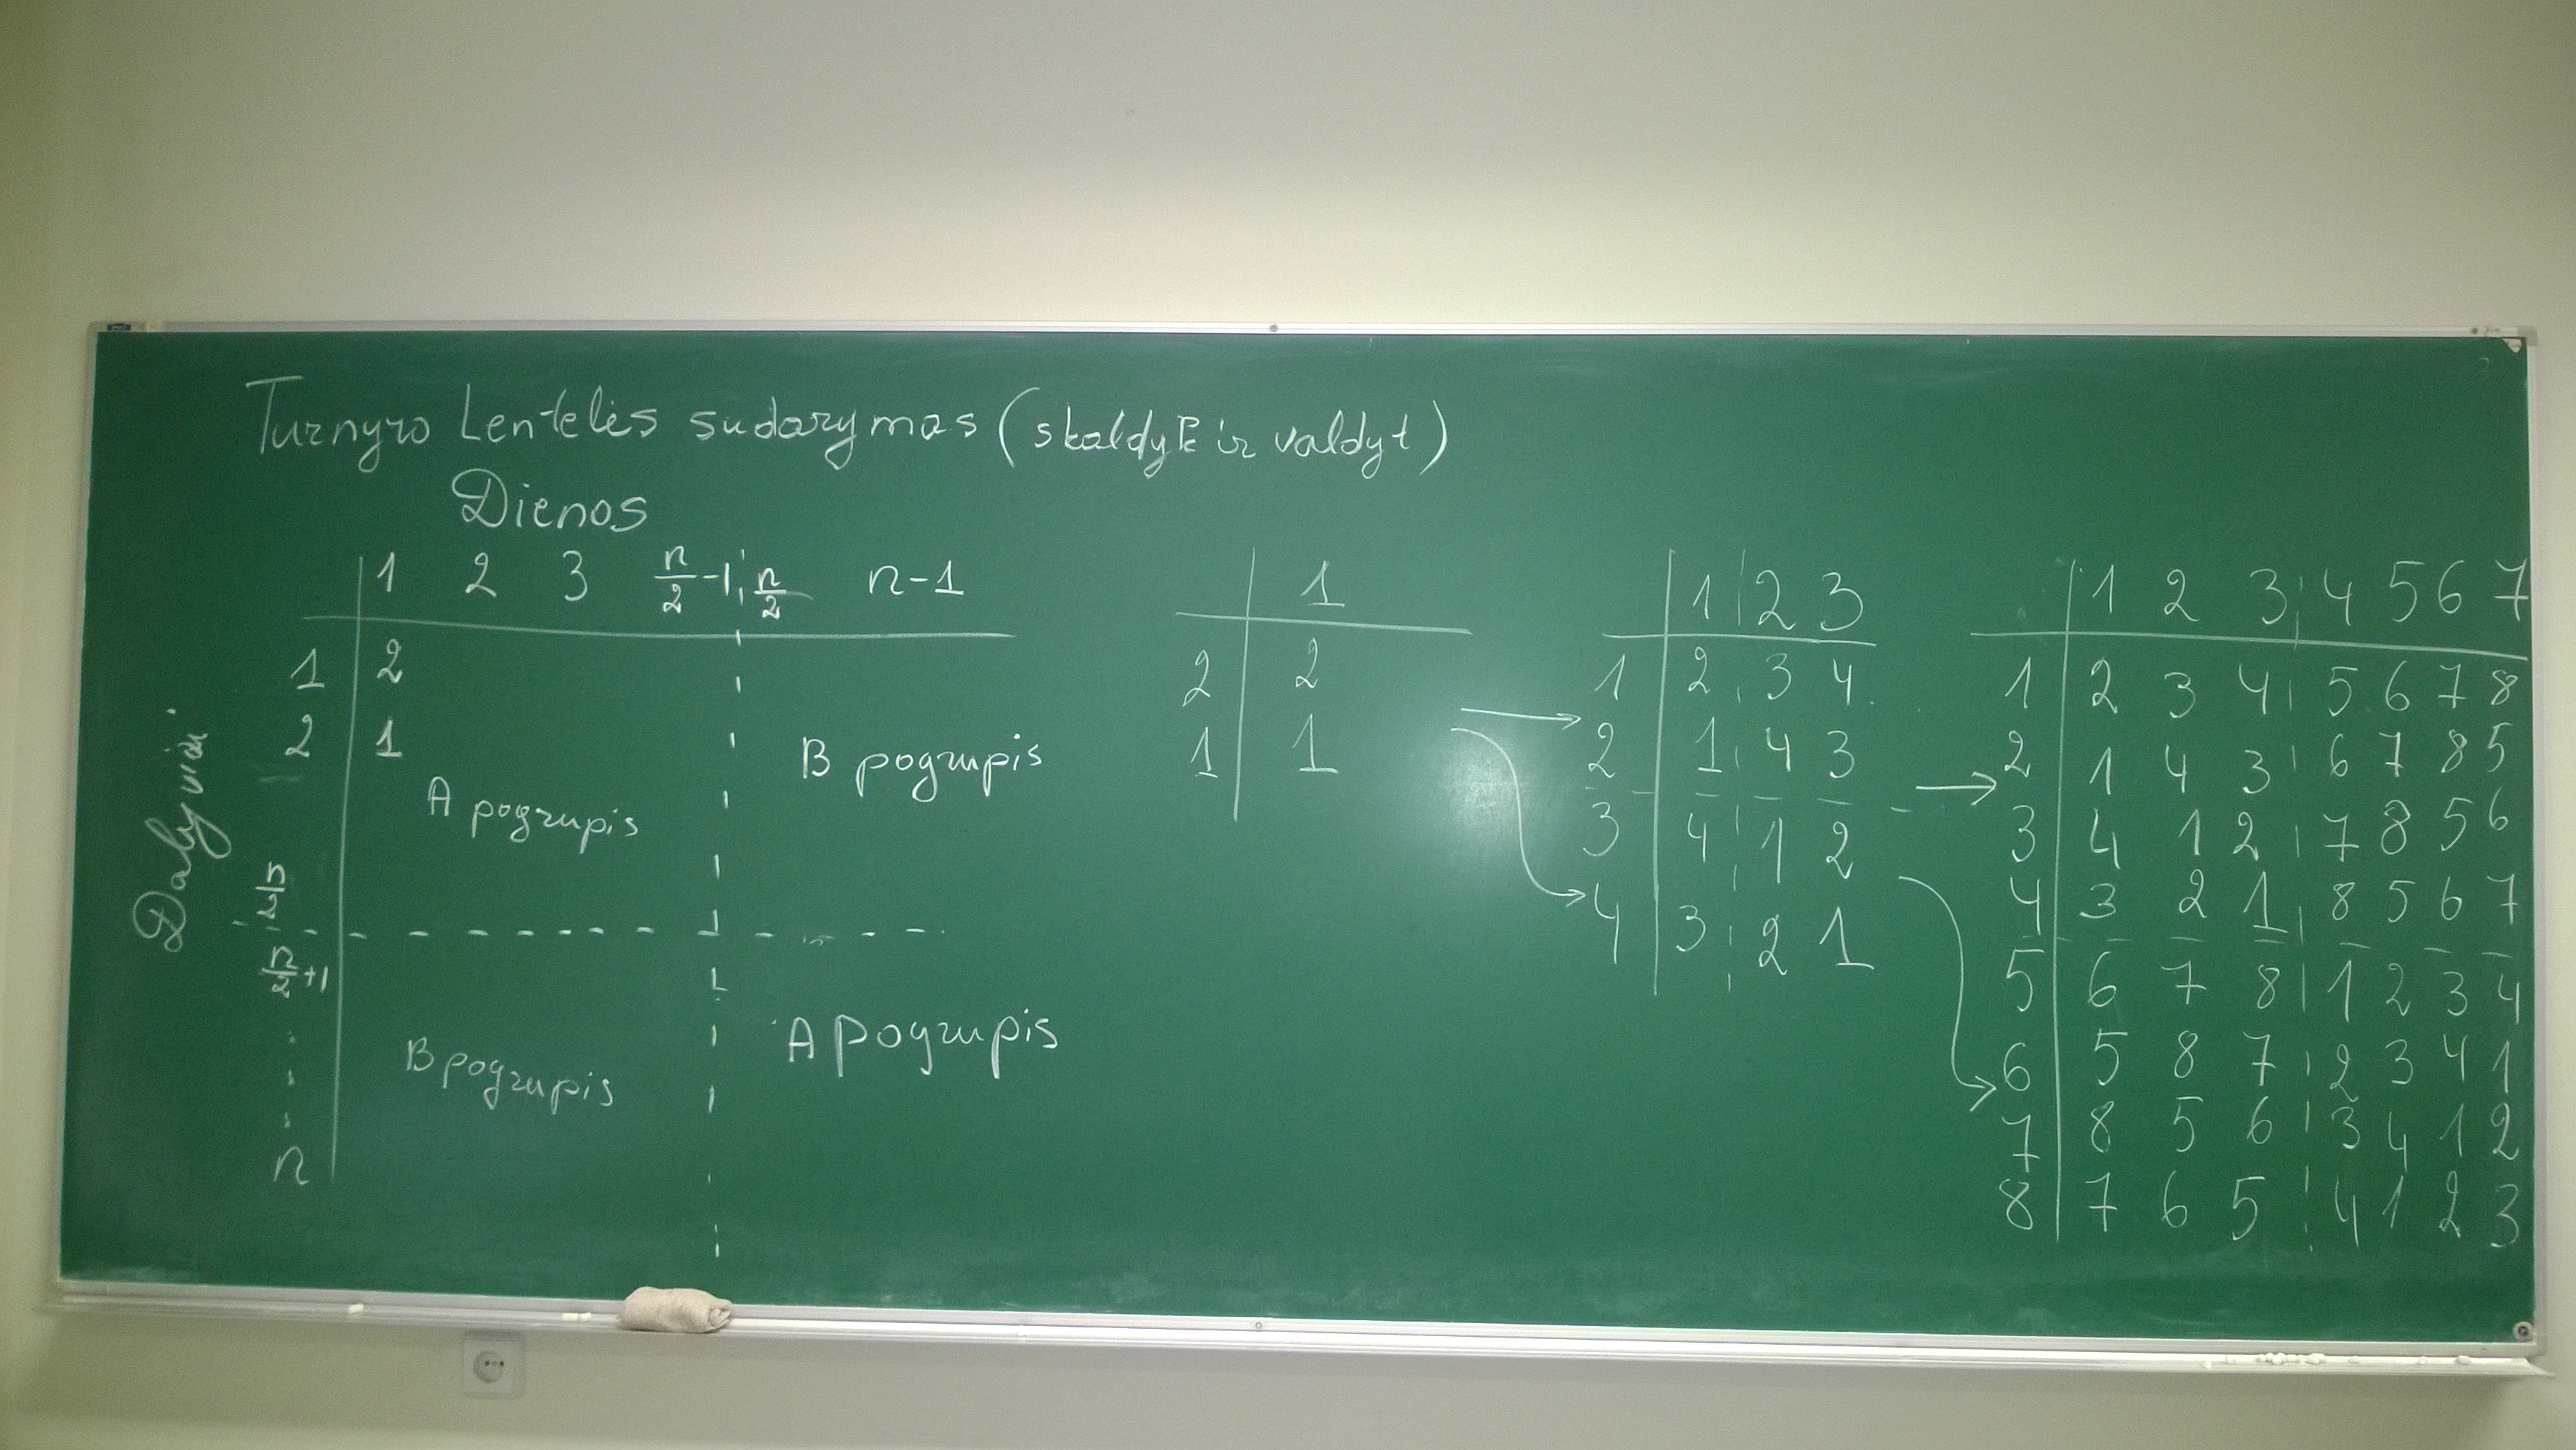 Turnyro Lentelės sudarymas (skaldyk ir valdyt)
Dienos
1 2 3 n/2 -1 n/2 n-1
Dalyviai
1 2
2 1
A pogrupis B pogrupis
n/2
n/2 +1
B pogrupis A pogrupis
n
1
2 2
1 1
1 2 3
1 2 3 4
2 1 4 3
3 4 1 2
4 3 2 1
1 2 3 4 5 6 7
1 2 3 4 5 6 7 8
2 1 4 3 6 7 8 5
3 4 1 2 7 8 5 6
4 3 2 1 8 5 6 7
5 6 7 8 1 2 3 4
6 5 8 7 2 3 4 1
7 8 5 6 3 4 1 2
8 7 6 5 4 1 2 3